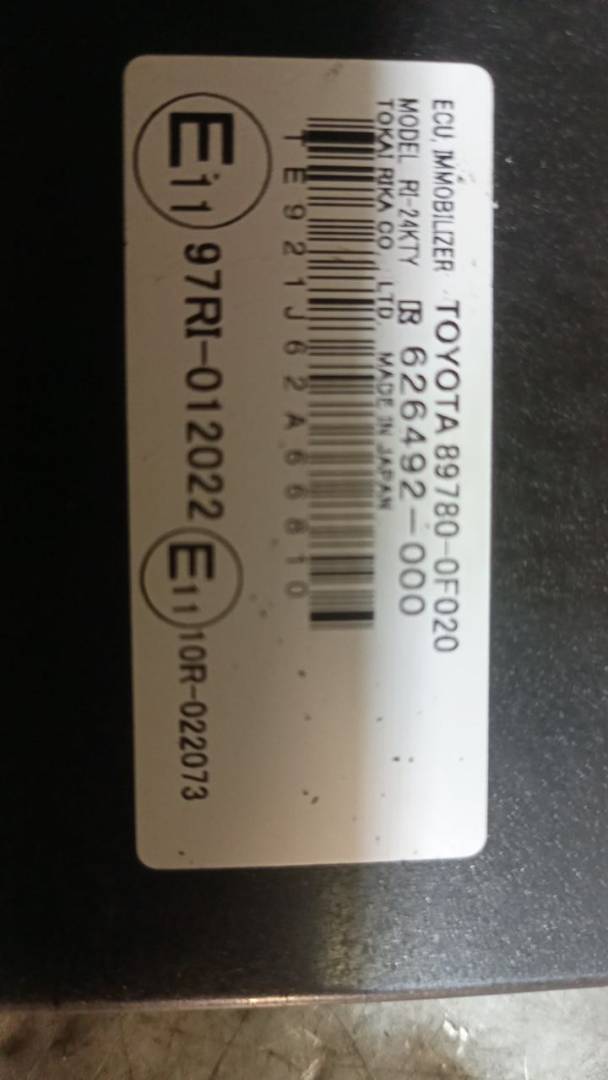 ECU, IMMOBILIZER TOYOTA 89780-0F020
MODEL RI-24KTY 626492-000
TOKAI RIKA CO., LTD. MADE IN JAPAN
TE921J62A66810
E11 97RI-012022 E11 10R-022073